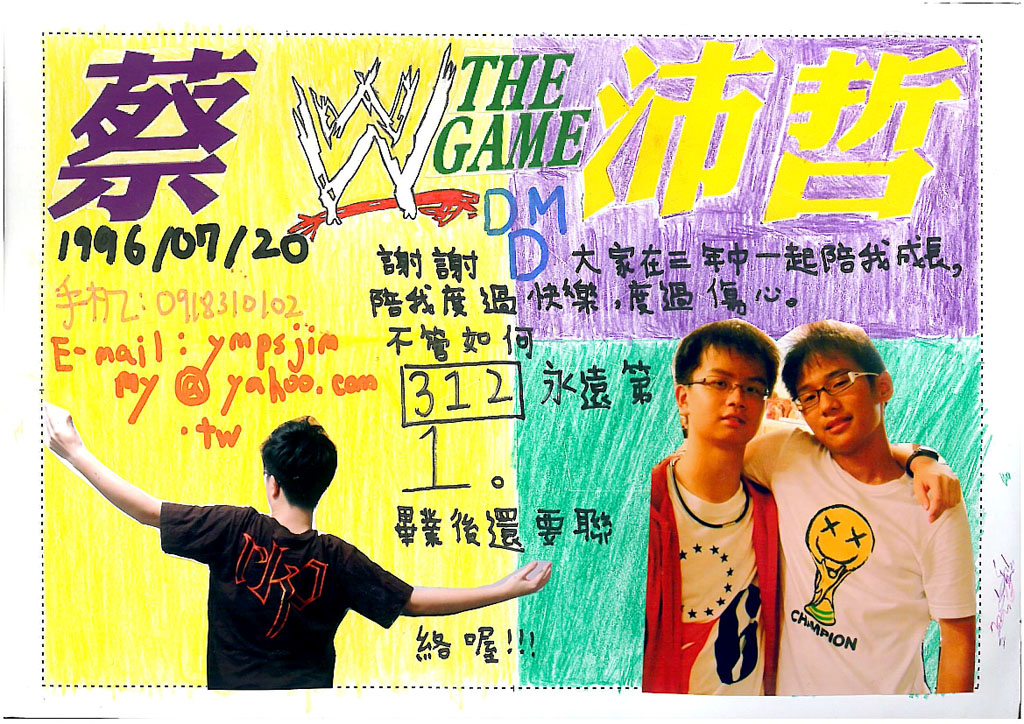 蔡 W THE GAME 沛哲
DMD
1996/07/20
手机:0918310102
E-mail:ympsjim
my@yahoo.com
.tw
謝謝 大家在三年中一起陪我成長,
陪我度過快樂,度過傷心。
不管如何
312 永遠第
1。
畢業後還要聯
絡喔!!!
6
CHAMPION